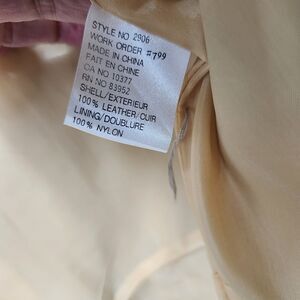 STYLE NO 2906
WORK ORDER #799
MADE IN CHINA
FAIT EN CHINE
CA NO 10377
RN NO 83952
SHELL/EXTERIEUR
100% LEATHER/CUIR
LINING/DOUBLURE
100% NYLON